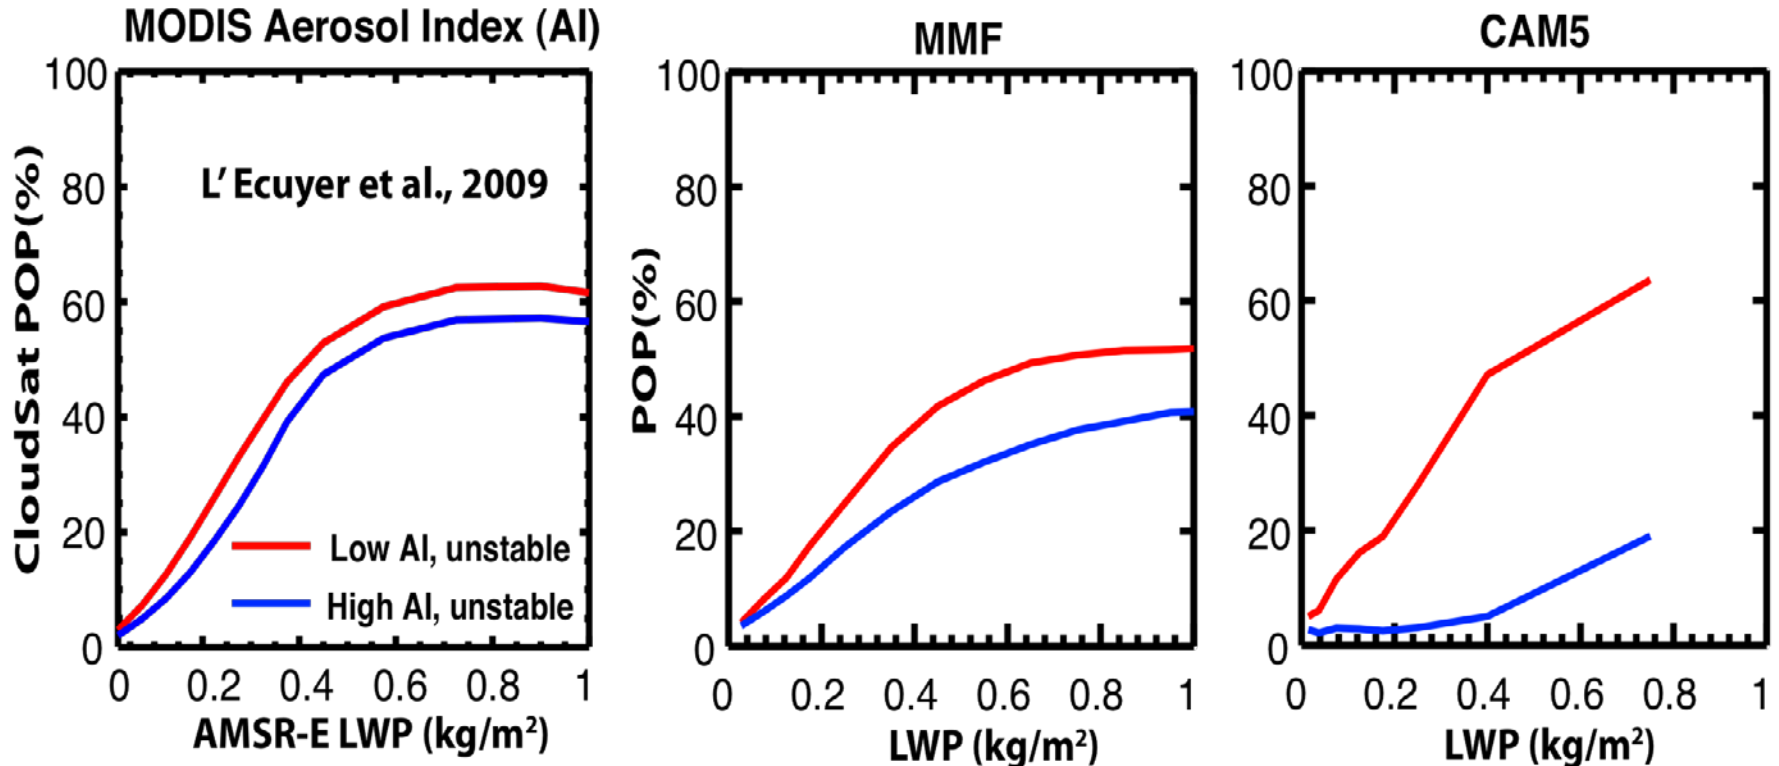 MODIS Aerosol Index (AI)
CloudSat POP(%)
100
80
60
40
20
0
L' Ecuyer et al., 2009
Low AI, unstable
High AI, unstable
0 0.2 0.4 0.6 0.8 1
AMSR-E LWP (kg/m²)
MMF
POP(%)
100
80
60
40
20
0
0 0.2 0.4 0.6 0.8 1
LWP (kg/m²)
CAM5
100
80
60
40
20
0
0 0.2 0.4 0.6 0.8 1
LWP (kg/m²)